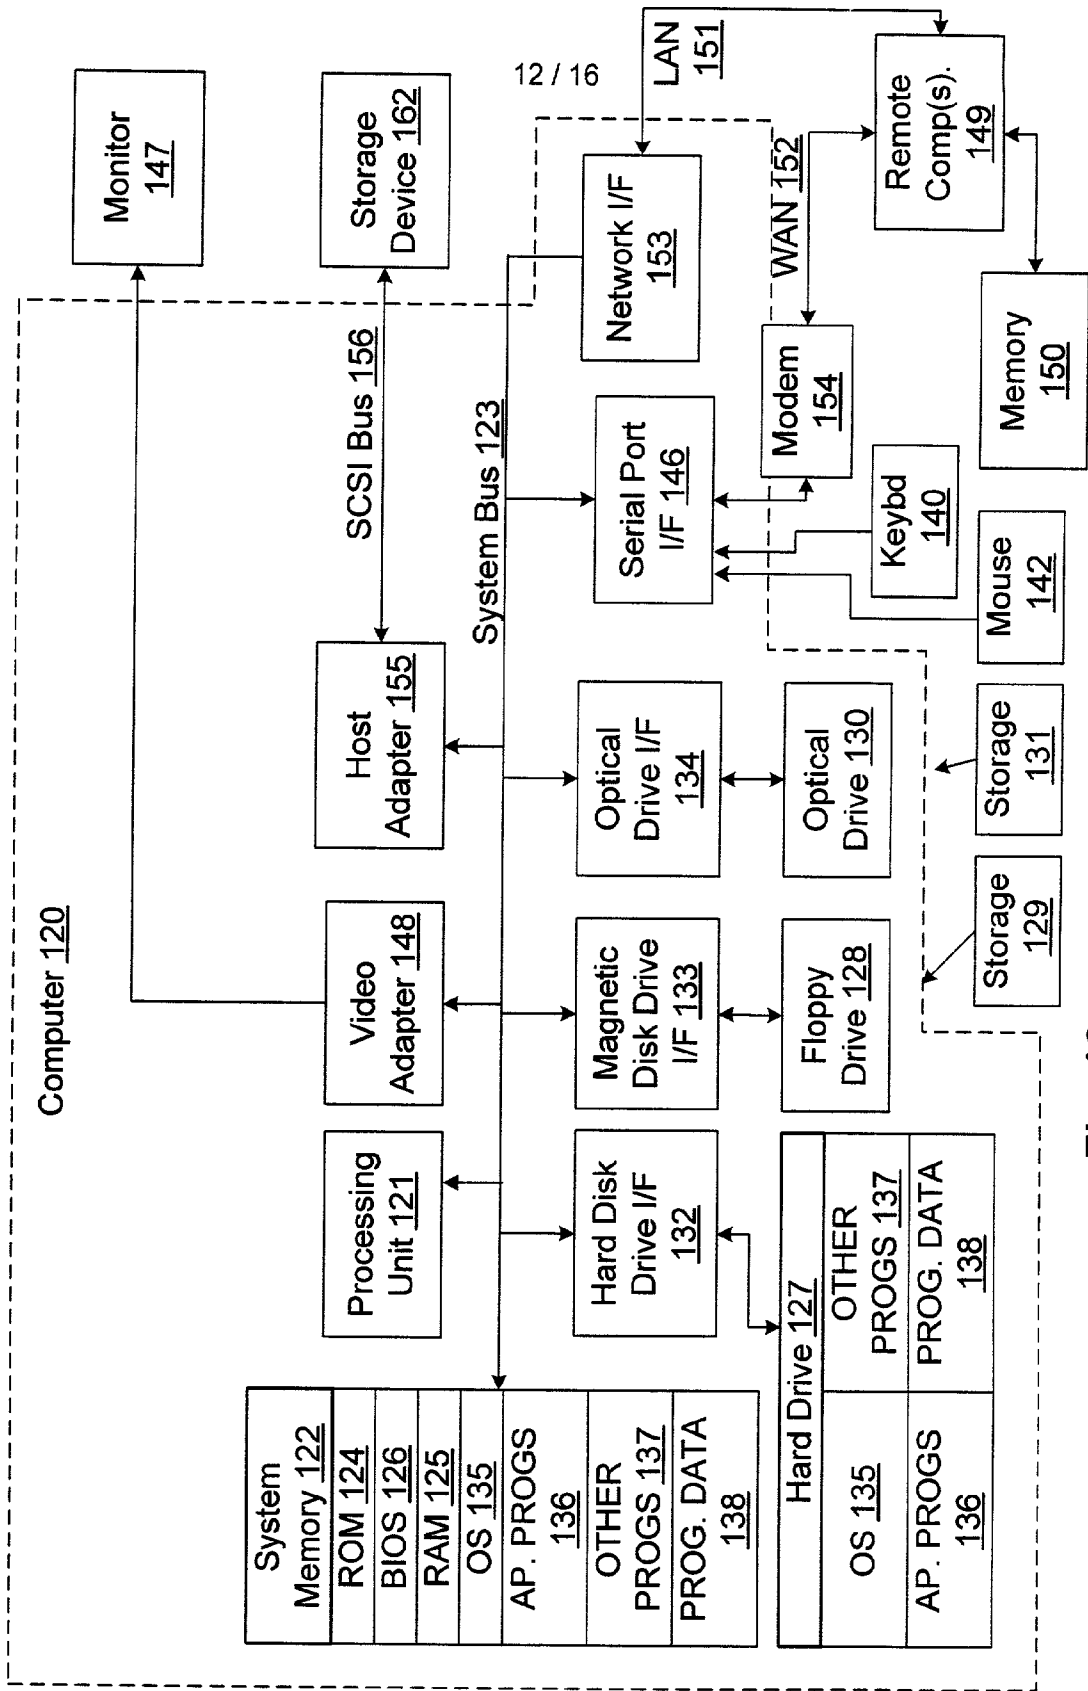 12 / 16
Computer 120
Monitor
147
Storage
Device 162
SCSI Bus 156
System Bus 123
Processing
Unit 121
Video
Adapter 148
Host
Adapter 155
System
Memory 122
ROM 124
BIOS 126
RAM 125
OS 135
AP. PROGS
136
OTHER
PROGS 137
PROG. DATA
138
Hard Disk
Drive I/F
132
Magnetic
Disk Drive
I/F 133
Optical
Drive I/F
134
Serial Port
I/F 146
Network I/F
153
LAN
151
Hard Drive 127
OS 135
OTHER
PROGS 137
AP. PROGS
136
PROG. DATA
138
Floppy
Drive 128
Optical
Drive 130
Modem
154
WAN 152
Keybd
140
Remote
Comp(s).
149
Storage
129
Storage
131
Mouse
142
Memory
150